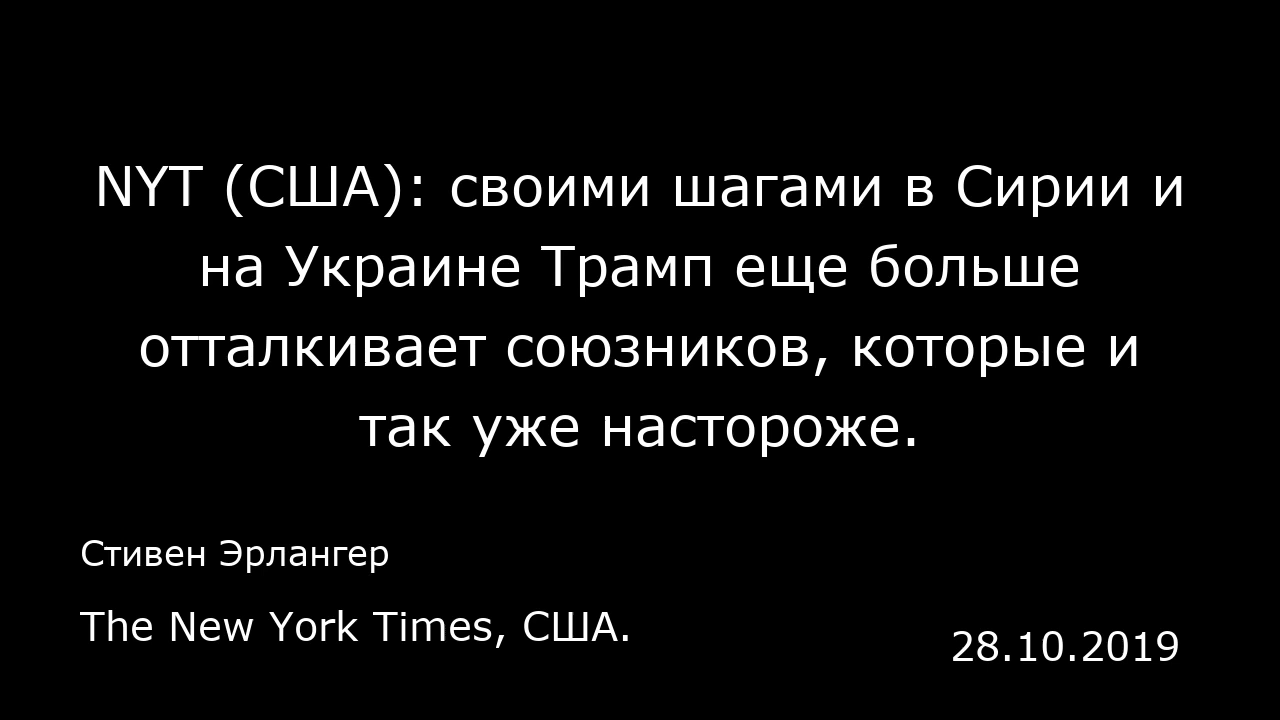 NYT (США): своими шагами в Сирии и
на Украине Трамп еще больше
отталкивает союзников, которые и
так уже настороже.
Стивен Эрлангер
The New York Times, США.
28.10.2019